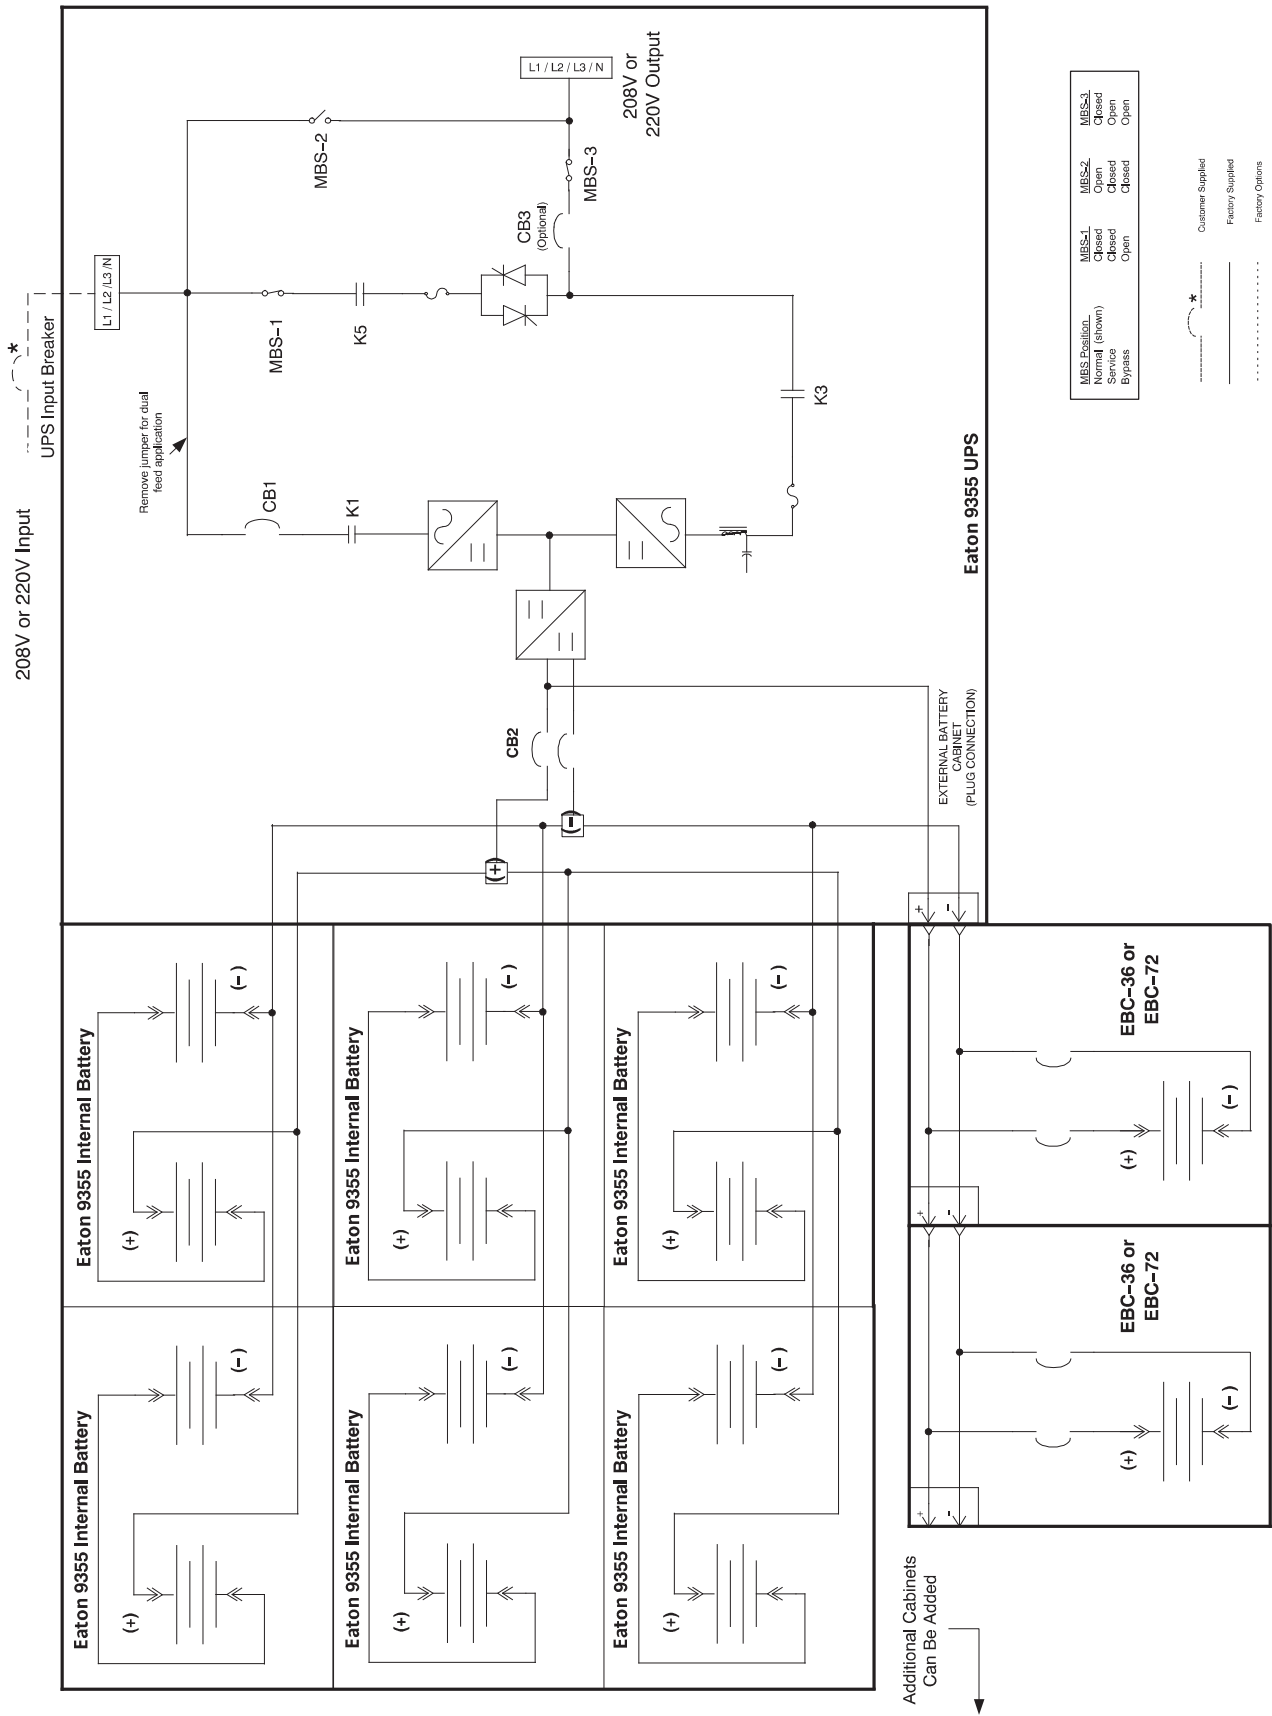 208V or 220V Input
UPS Input Breaker
*
L1 / L2 /L3 /N
Remove jumper for dual
feed application
CB1
K1
MBS-1
K5
MBS-2
L1 / L2 / L3 / N
208V or
220V Output
MBS-3
CB3
(Optional)
K3
CB2
(+)
(-)
EXTERNAL BATTERY
CABINET
(PLUG CONNECTION)
Eaton 9355 UPS
+
-
Eaton 9355 Internal Battery
(+)
(-)
Eaton 9355 Internal Battery
(+)
(-)
Eaton 9355 Internal Battery
(+)
(-)
Eaton 9355 Internal Battery
(+)
(-)
Eaton 9355 Internal Battery
(+)
(-)
Eaton 9355 Internal Battery
(+)
(-)
EBC-36 or
EBC-72
(+)
(-)
+
-
EBC-36 or
EBC-72
(+)
(-)
+
-
Additional Cabinets
Can Be Added
MBS Position MBS-1 MBS-2 MBS-3
Normal (shown) Closed Open Closed
Service Closed Closed Open
Bypass Open Closed Open
* Customer Supplied
Factory Supplied
Factory Options